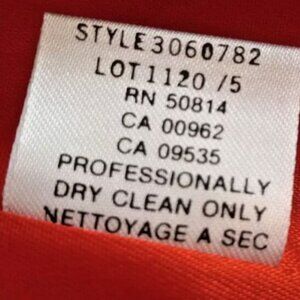 STYLE3060782
LOT1120/5
RN 50814
CA 00962
CA 09535
PROFESSIONALLY
DRY CLEAN ONLY
NETTOYAGE A SEC